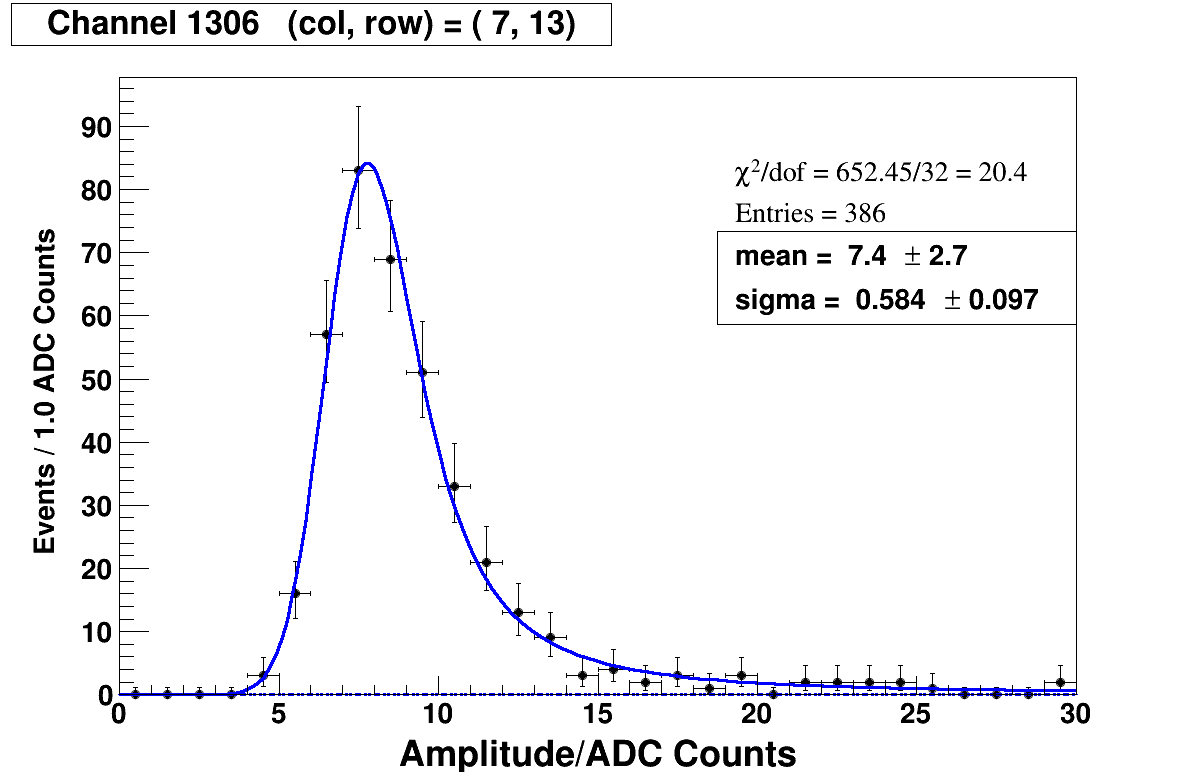 Channel 1306 (col, row) = ( 7, 13)
χ²/dof = 652.45/32 = 20.4
Entries = 386
mean = 7.4 ± 2.7
sigma = 0.584 ± 0.097
Events / 1.0 ADC Counts
90
80
70
60
50
40
30
20
10
0
0 5 10 15 20 25 30
Amplitude/ADC Counts